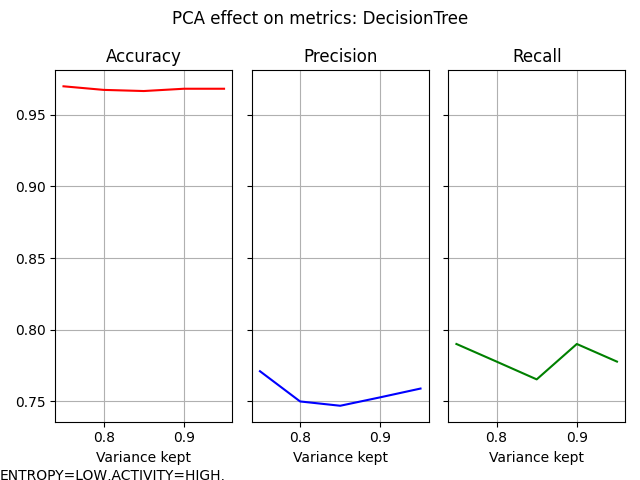 PCA effect on metrics: DecisionTree
Accuracy Precision Recall
0.95
0.90
0.85
0.80
0.75
0.8 0.9 0.8 0.9 0.8 0.9
Variance kept Variance kept Variance kept
ENTROPY=LOW.ACTIVITY=HIGH.